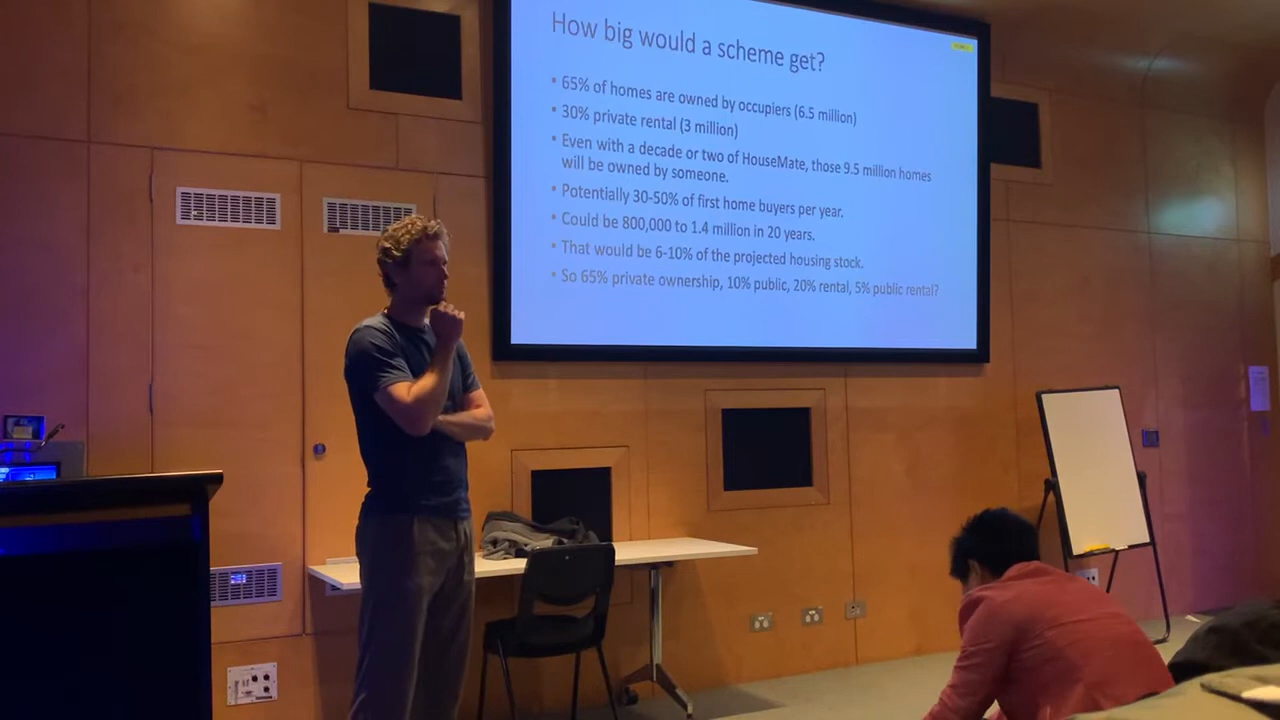 How big would a scheme get?
• 65% of homes are owned by occupiers (6.5 million)
• 30% private rental (3 million)
• Even with a decade or two of HouseMate, those 9.5 million homes
will be owned by someone.
• Potentially 30-50% of first home buyers per year.
• Could be 800,000 to 1.4 million in 20 years.
• That would be 6-10% of the projected housing stock.
• So 65% private ownership, 10% public, 20% rental, 5% public rental?